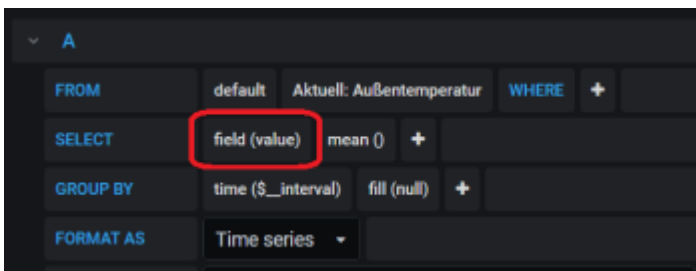 A
FROM default Aktuell: Außentemperatur WHERE +
SELECT field (value) mean () +
GROUP BY time ($__interval) fill (null) +
FORMAT AS Time series